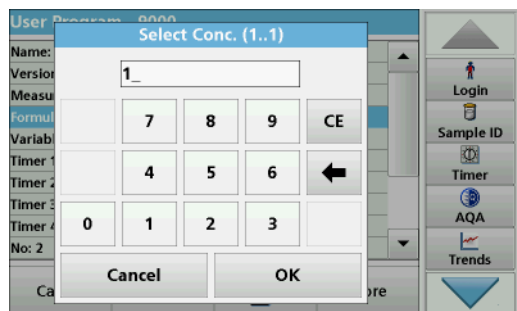 User Program 9000
Select Conc. (1..1)
Name:
1_
Version
Measu
Formul
Variabl
Timer 1
Timer 2
Timer 3
Timer 4
No: 2
7 8 9 CE
4 5 6
0 1 2 3
Cancel OK
Ca
ore
Login
Sample ID
Timer
AQA
Trends